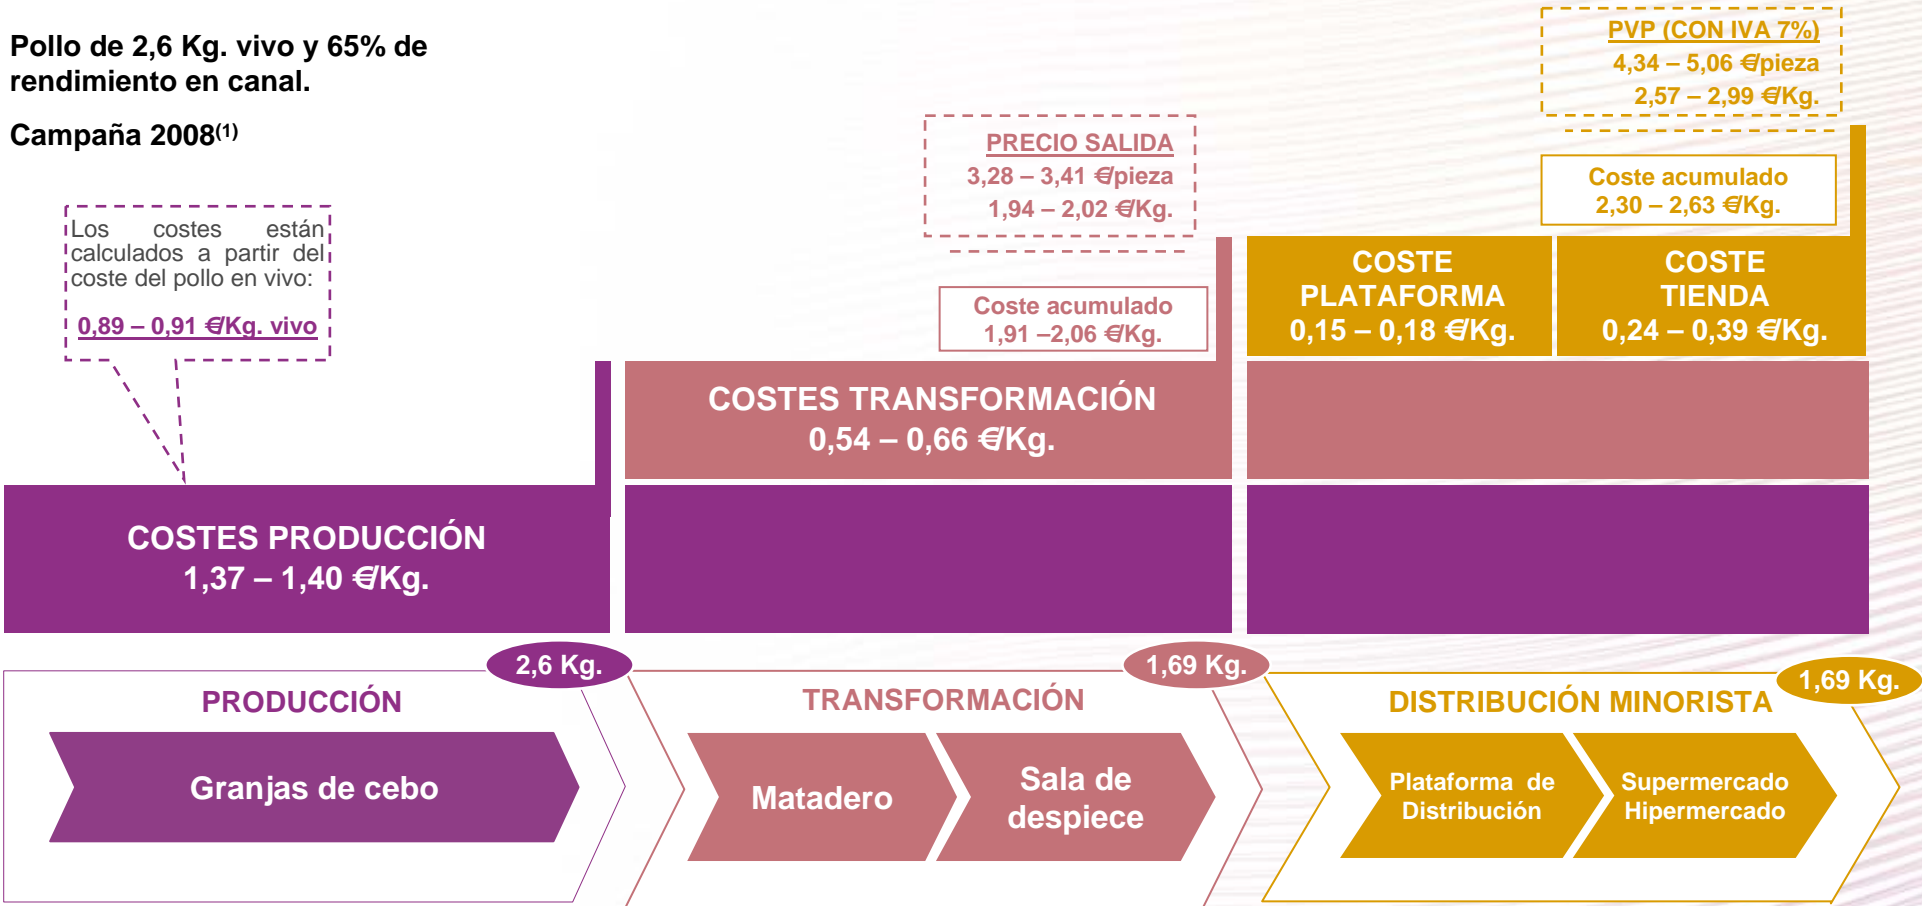 Pollo de 2,6 Kg. vivo y 65% de
rendimiento en canal.
Campaña 2008(1)
Los costes están
calculados a partir del
coste del pollo en vivo:
0,89 – 0,91 €/Kg. vivo
PRECIO SALIDA
3,28 – 3,41 €/pieza
1,94 – 2,02 €/Kg.
Coste acumulado
1,91 –2,06 €/Kg.
PVP (CON IVA 7%)
4,34 – 5,06 €/pieza
2,57 – 2,99 €/Kg.
Coste acumulado
2,30 – 2,63 €/Kg.
COSTE
PLATAFORMA
0,15 – 0,18 €/Kg.
COSTE
TIENDA
0,24 – 0,39 €/Kg.
COSTES TRANSFORMACIÓN
0,54 – 0,66 €/Kg.
COSTES PRODUCCIÓN
1,37 – 1,40 €/Kg.
2,6 Kg.
1,69 Kg.
1,69 Kg.
PRODUCCIÓN
Granjas de cebo
TRANSFORMACIÓN
Matadero
Sala de
despiece
DISTRIBUCIÓN MINORISTA
Plataforma de
Distribución
Supermercado
Hipermercado